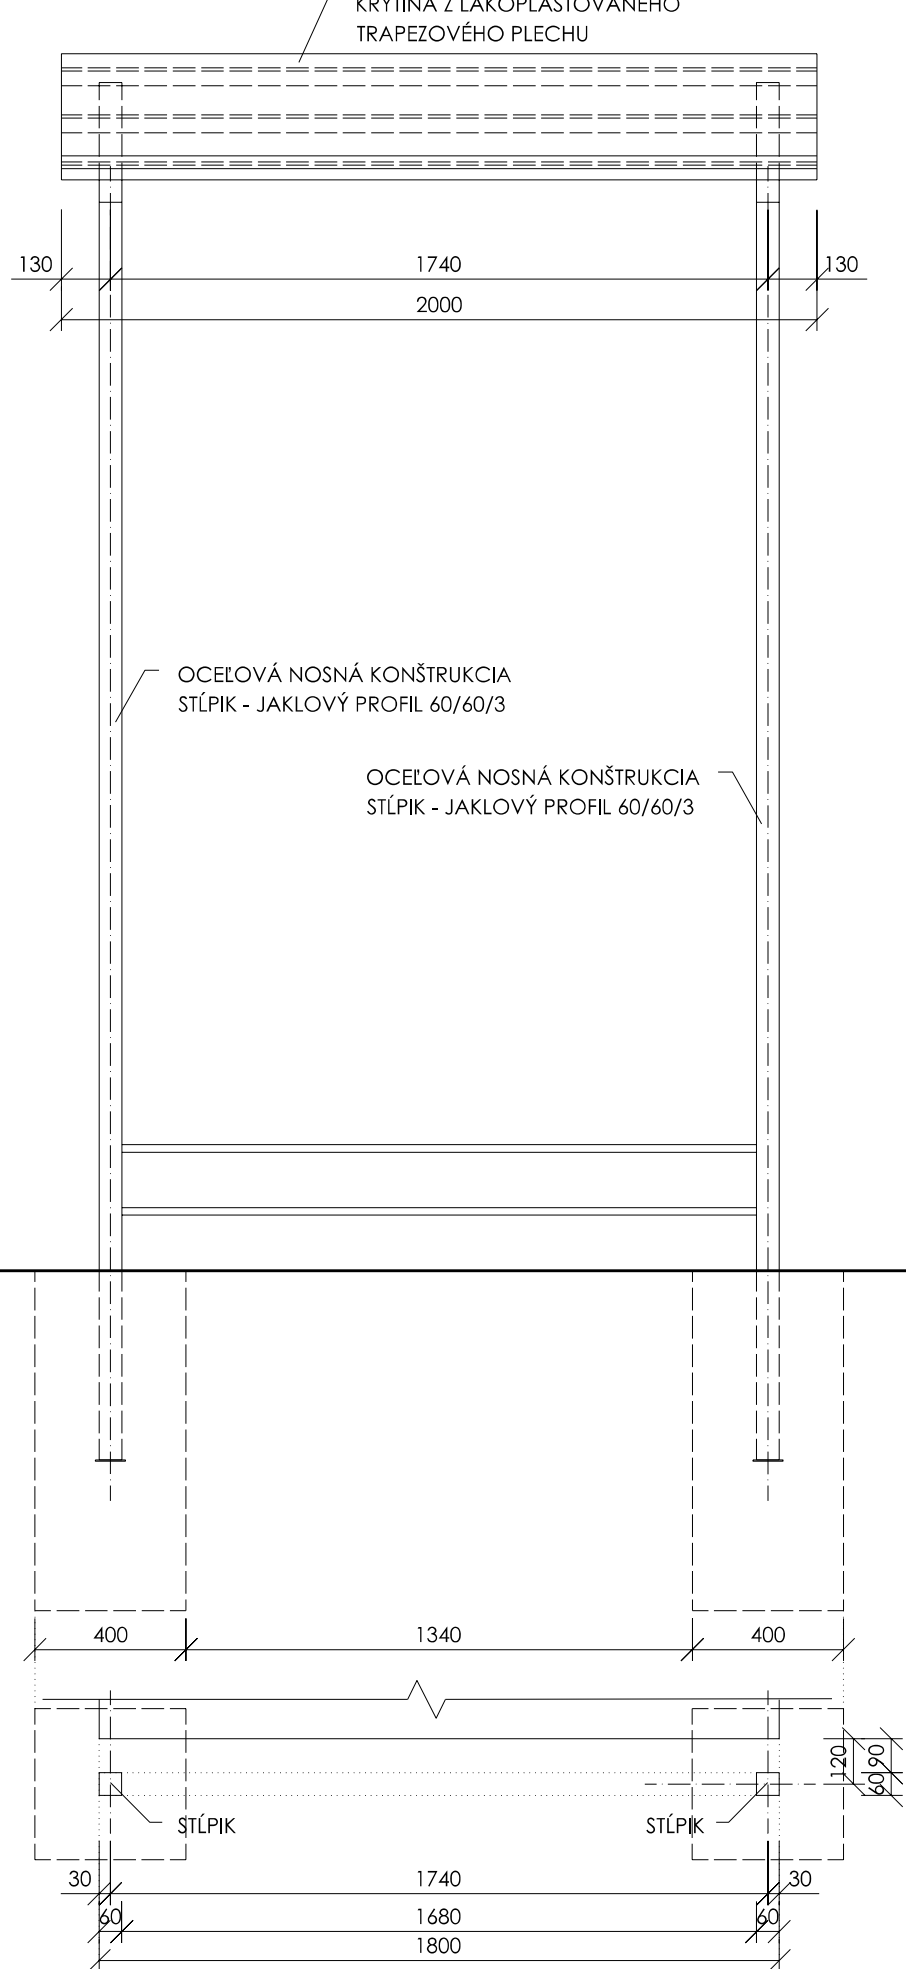 KRYTINA Z LAKOPLASTOVANÉHO
TRAPEZOVÉHO PLECHU
130
1740
130
2000
OCEĽOVÁ NOSNÁ KONŠTRUKCIA
STĹPIK - JAKLOVÝ PROFIL 60/60/3
OCEĽOVÁ NOSNÁ KONŠTRUKCIA
STĹPIK - JAKLOVÝ PROFIL 60/60/3
400
1340
400
120
90
60
STĹPIK
STĹPIK
30
1740
30
60
1680
60
1800